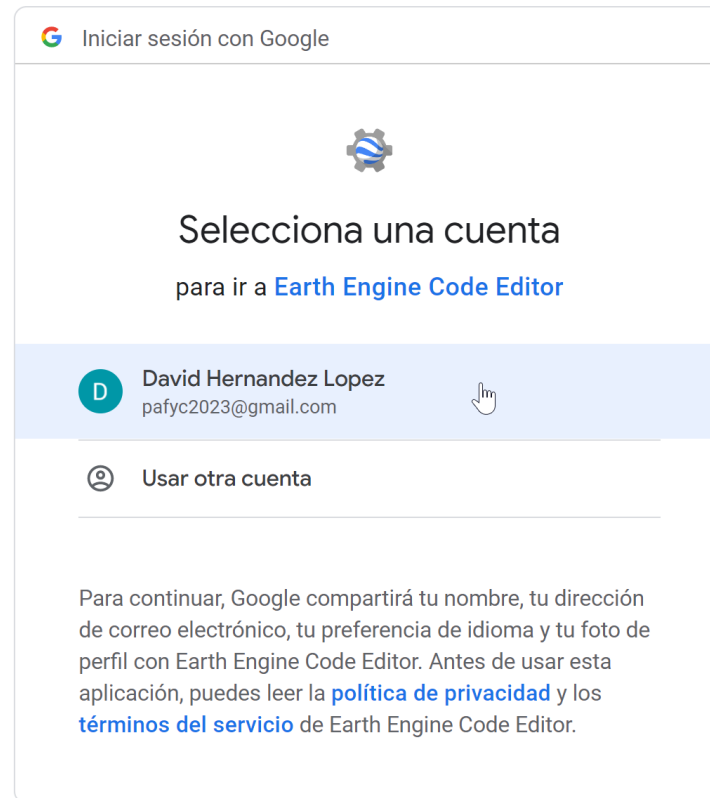 Iniciar sesión con Google
Selecciona una cuenta
para ir a Earth Engine Code Editor
D
David Hernandez Lopez
pafyc2023@gmail.com
Usar otra cuenta
Para continuar, Google compartirá tu nombre, tu dirección
de correo electrónico, tu preferencia de idioma y tu foto de
perfil con Earth Engine Code Editor. Antes de usar esta
aplicación, puedes leer la política de privacidad y los
términos del servicio de Earth Engine Code Editor.